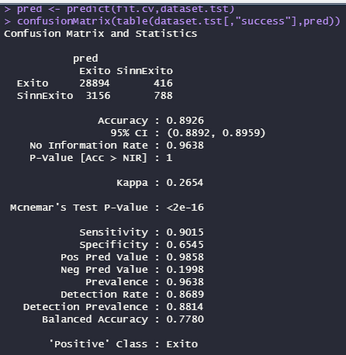 > pred <- predict(fit.cv,dataset.tst)
> confusionMatrix(table(dataset.tst[,"success"],pred))
Confusion Matrix and Statistics
pred
Exito SinnExito
Exito 28894 416
SinnExito 3156 788
Accuracy : 0.8926
95% CI : (0.8892, 0.8959)
No Information Rate : 0.9638
P-Value [Acc > NIR] : 1
Kappa : 0.2654
Mcnemar's Test P-Value : <2e-16
Sensitivity : 0.9015
Specificity : 0.6545
Pos Pred Value : 0.9858
Neg Pred Value : 0.1998
Prevalence : 0.9638
Detection Rate : 0.8689
Detection Prevalence : 0.8814
Balanced Accuracy : 0.7780
'Positive' Class : Exito